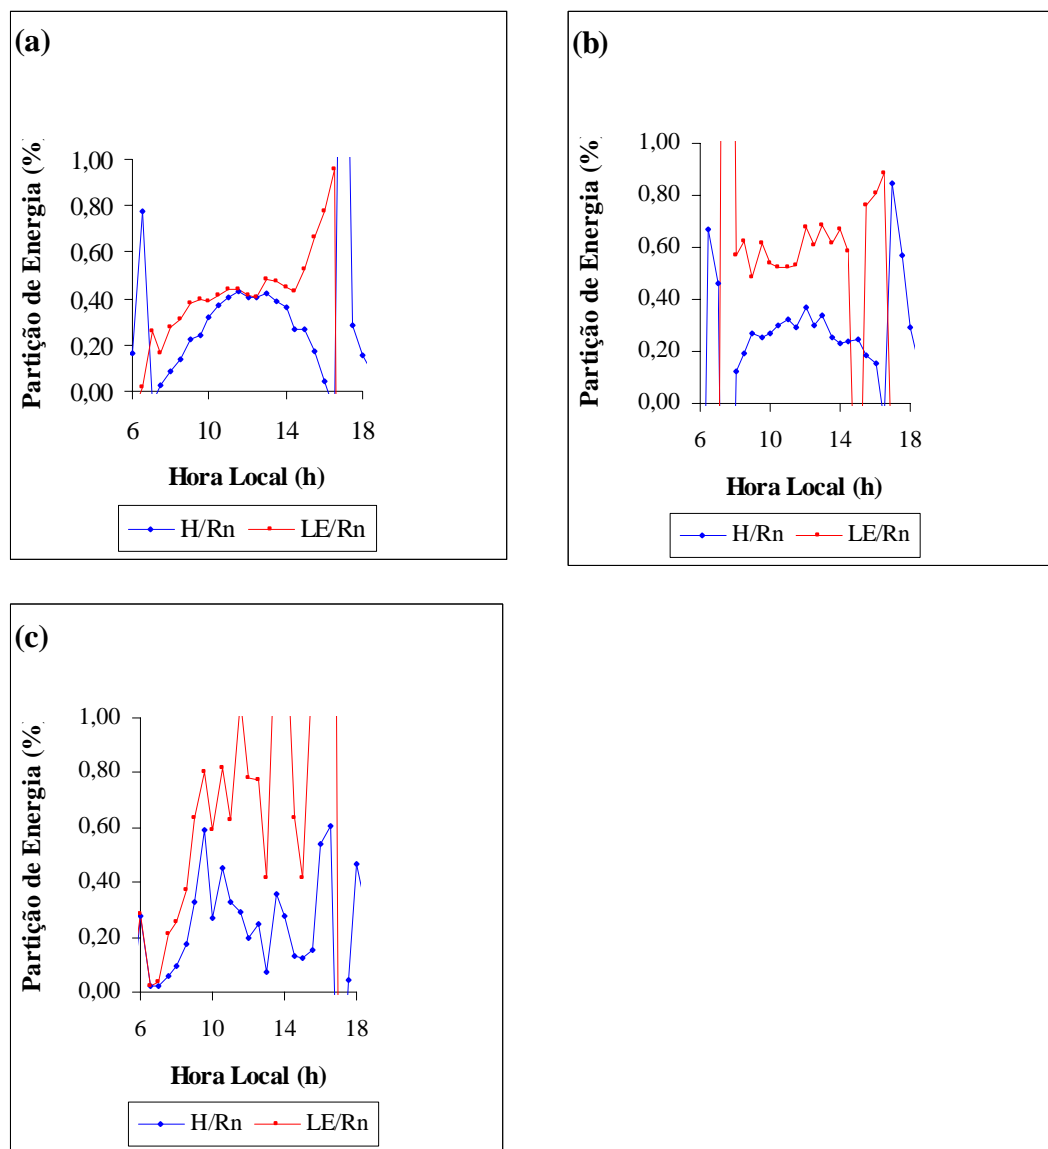 (a)
Partição de Energia (%
1,00
0,80
0,60
0,40
0,20
0,00
6 10 14 18
Hora Local (h)
H/Rn LE/Rn
(b)
Partição de Energia (%
1,00
0,80
0,60
0,40
0,20
0,00
6 10 14 18
Hora Local (h)
H/Rn LE/Rn
(c)
Partição de Energia (%
1,00
0,80
0,60
0,40
0,20
0,00
6 10 14 18
Hora Local (h)
H/Rn LE/Rn